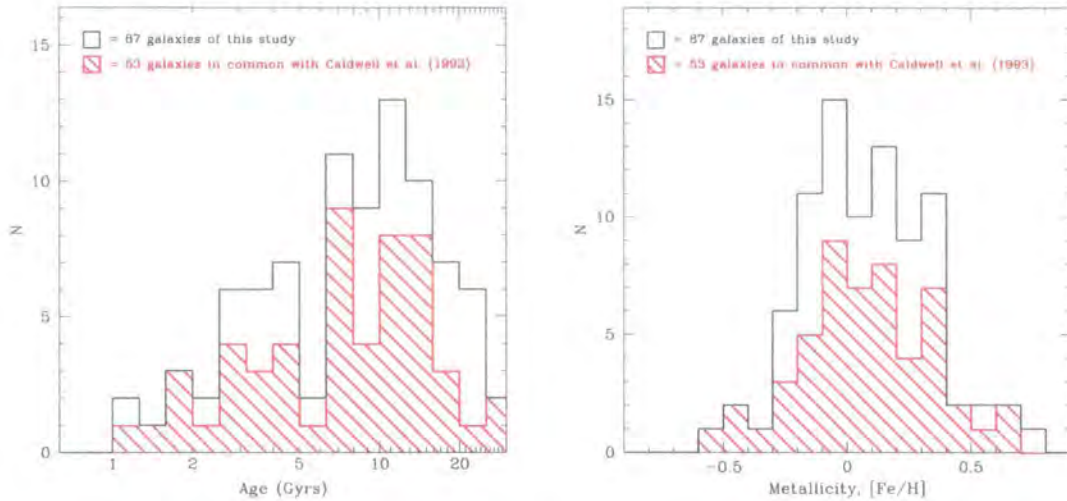 = 87 galaxies of this study
= 53 galaxies in common with Caldwell et al. (1993)
15
10
5
0
N
1
2
5
10
20
Age (Gyrs)
= 87 galaxies of this study
= 53 galaxies in common with Caldwell et al. (1993)
15
10
5
0
N
−0.5
0
0.5
Metallicity, [Fe/H]